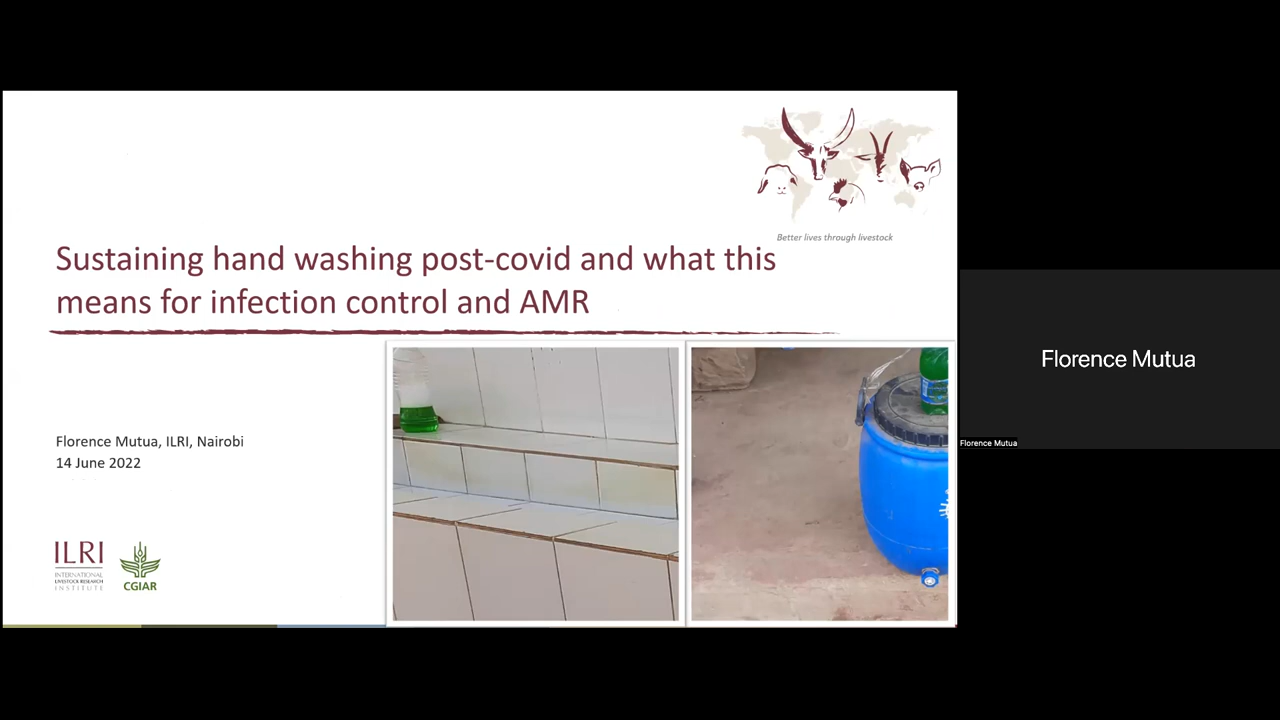 Better lives through livestock
Sustaining hand washing post-covid and what this
means for infection control and AMR
Florence Mutua, ILRI, Nairobi
14 June 2022
ILRI
INTERNATIONAL
LIVESTOCK RESEARCH
INSTITUTE
CGIAR
Florence Mutua
Florence Mutua